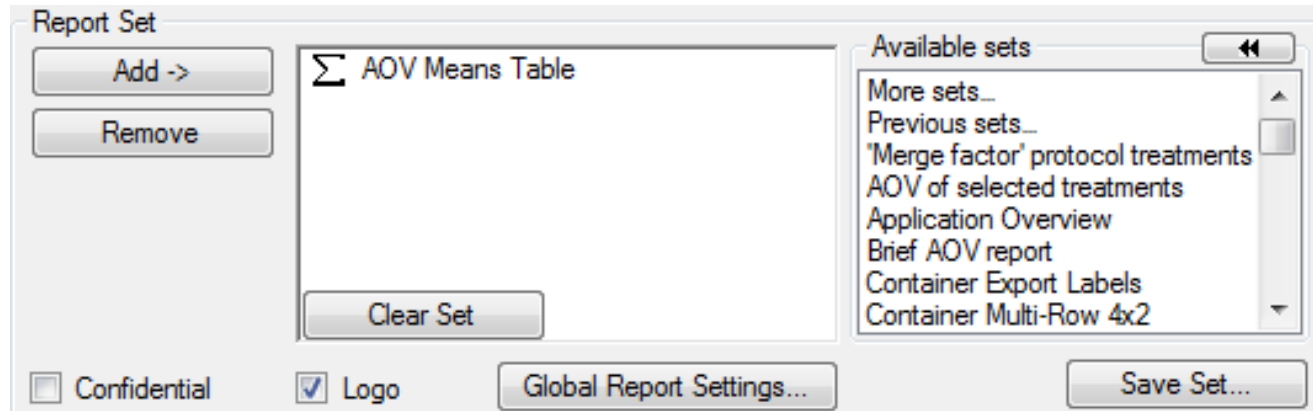 Report Set
Add ->
Remove
Σ AOV Means Table
Clear Set
Available sets
More sets...
Previous sets...
'Merge factor' protocol treatments
AOV of selected treatments
Application Overview
Brief AOV report
Container Export Labels
Container Multi-Row 4x2
Confidential
Logo
Global Report Settings...
Save Set...